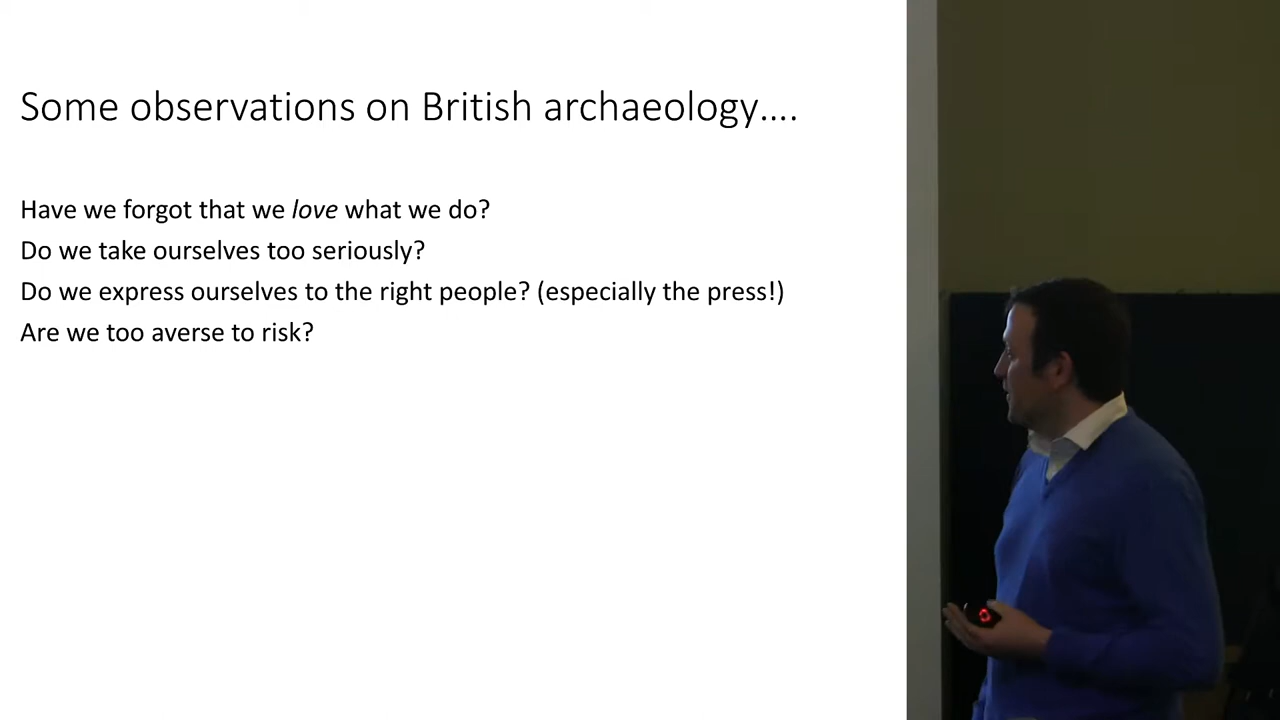 Some observations on British archaeology….
Have we forgot that we love what we do?
Do we take ourselves too seriously?
Do we express ourselves to the right people? (especially the press!)
Are we too averse to risk?